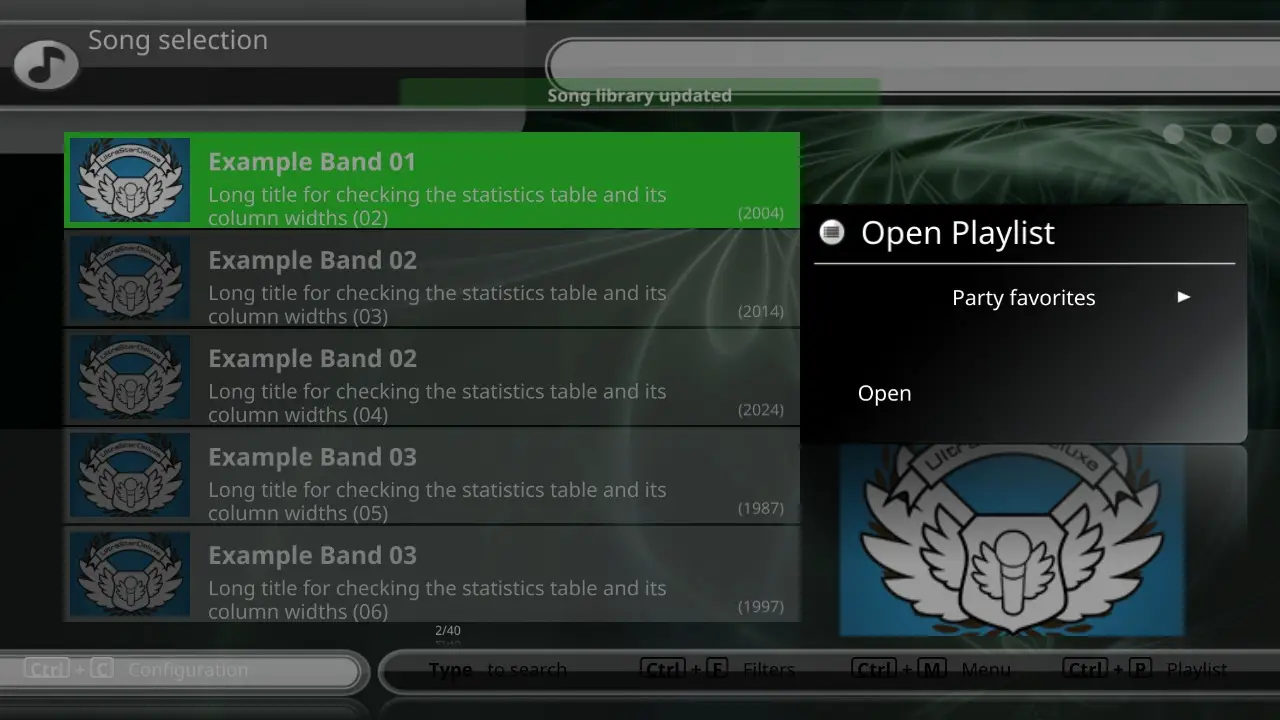 Song selection
Song library updated
Example Band 01
Long title for checking the statistics table and its
column widths (02)
(2004)
Example Band 02
Long title for checking the statistics table and its
column widths (03)
(2014)
Example Band 02
Long title for checking the statistics table and its
column widths (04)
(2024)
Example Band 03
Long title for checking the statistics table and its
column widths (05)
(1987)
Example Band 03
Long title for checking the statistics table and its
column widths (06)
(1997)
2/40
Open Playlist
Party favorites
Open
UltraStar Deluxe
Ctrl + C Configuration
Type to search
Ctrl + F Filters
Ctrl + M Menu
Ctrl + P Playlist